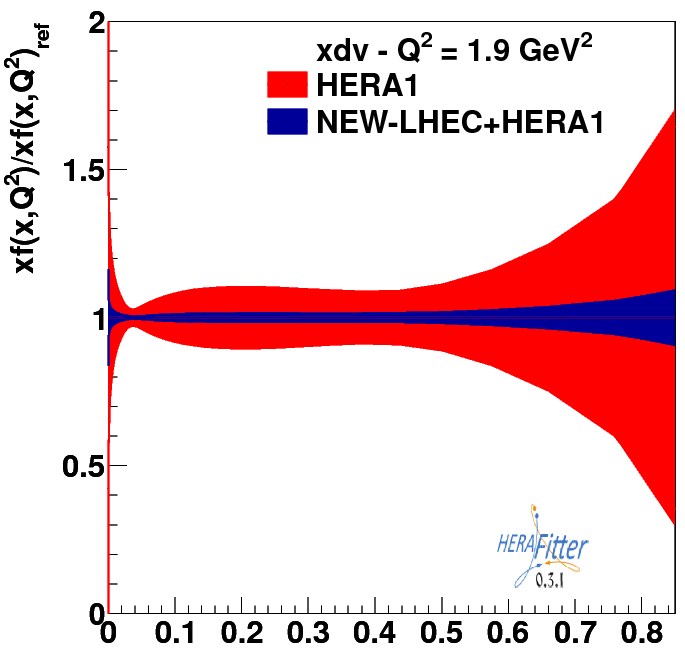 xf(x,Q²)/xf(x,Q²)ref
xdv - Q² = 1.9 GeV²
HERA1
NEW-LHEC+HERA1
2
1.5
1
0.5
0
HERAFitter
0.3.1
0 0.1 0.2 0.3 0.4 0.5 0.6 0.7 0.8